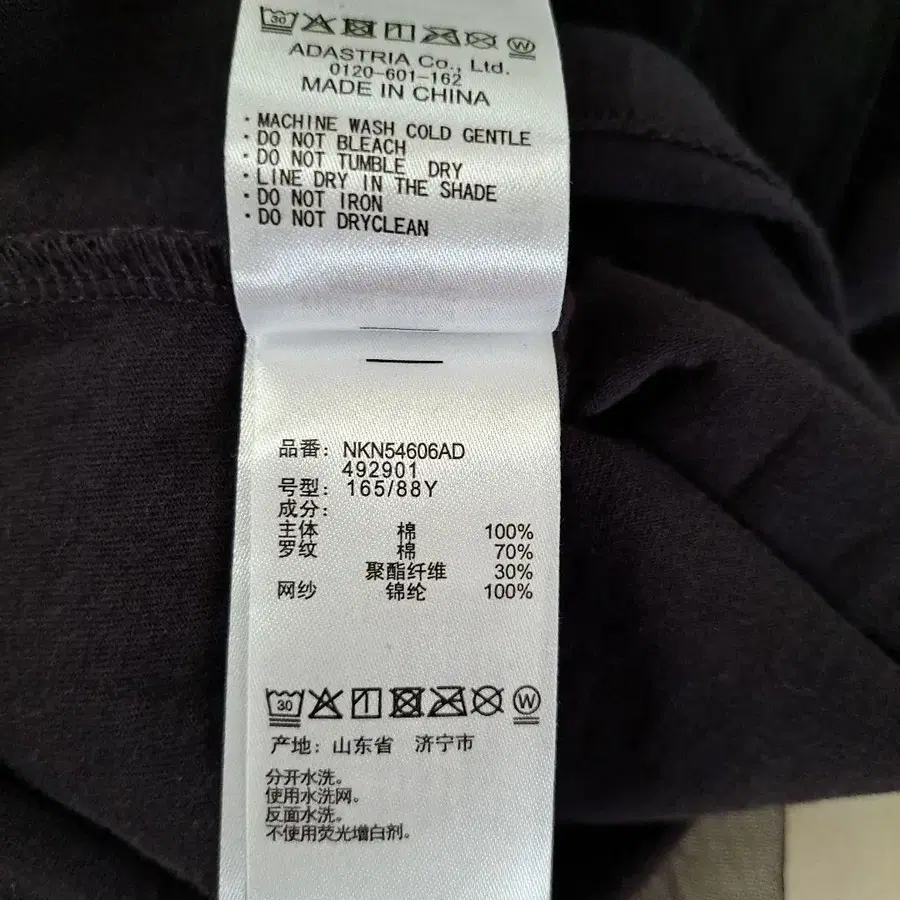 30 W
ADASTRIA Co., Ltd.
0120-601-162
MADE IN CHINA
・MACHINE WASH COLD GENTLE
・DO NOT BLEACH
・DO NOT TUMBLE DRY
・LINE DRY IN THE SHADE
・DO NOT IRON
・DO NOT DRYCLEAN
品番: NKN54606AD
492901
号型: 165/88Y
成分:
主体 棉 100%
罗纹 棉 70%
聚酯纤维 30%
网纱 锦纶 100%
30 W
产地: 山东省 济宁市
分开水洗。
使用水洗网。
反面水洗。
不使用荧光增白剂。